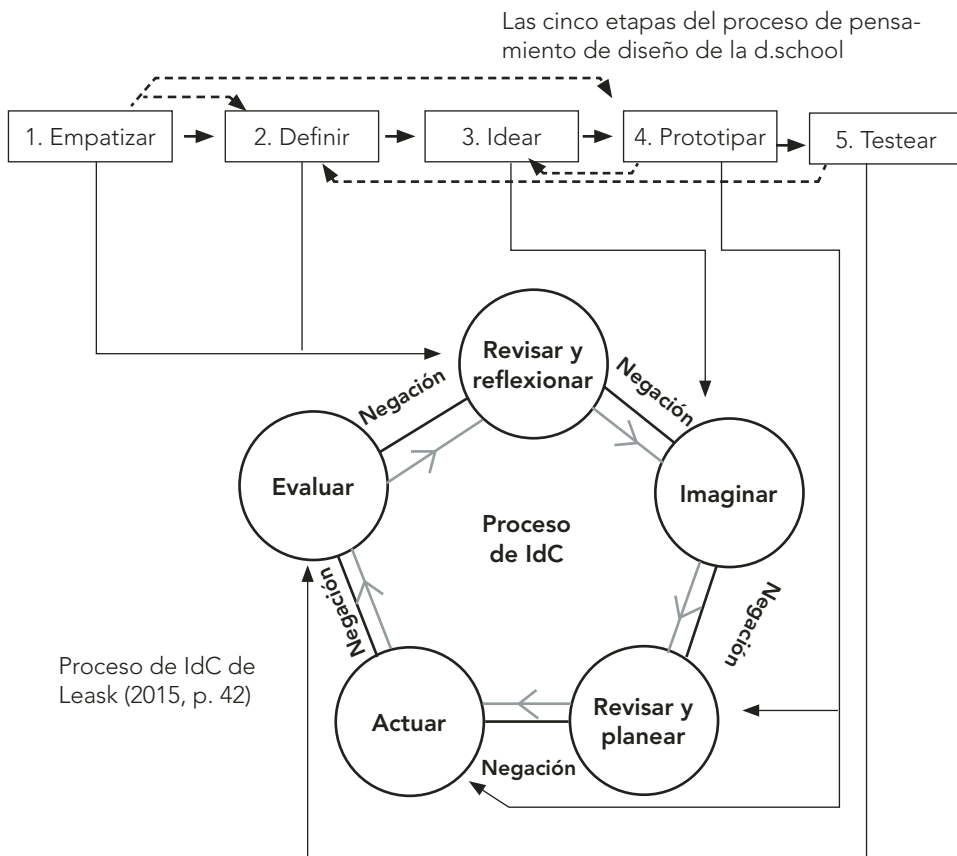 Las cinco etapas del proceso de pensa-
miento de diseño de la d.school
1. Empatizar
2. Definir
3. Idear
4. Prototipar
5. Testear
Revisar y
reflexionar
Negación
Negación
Evaluar
Imaginar
Proceso
de IdC
Negación
Negación
Proceso de IdC de
Leask (2015, p. 42)
Actuar
Revisar y
planear
Negación